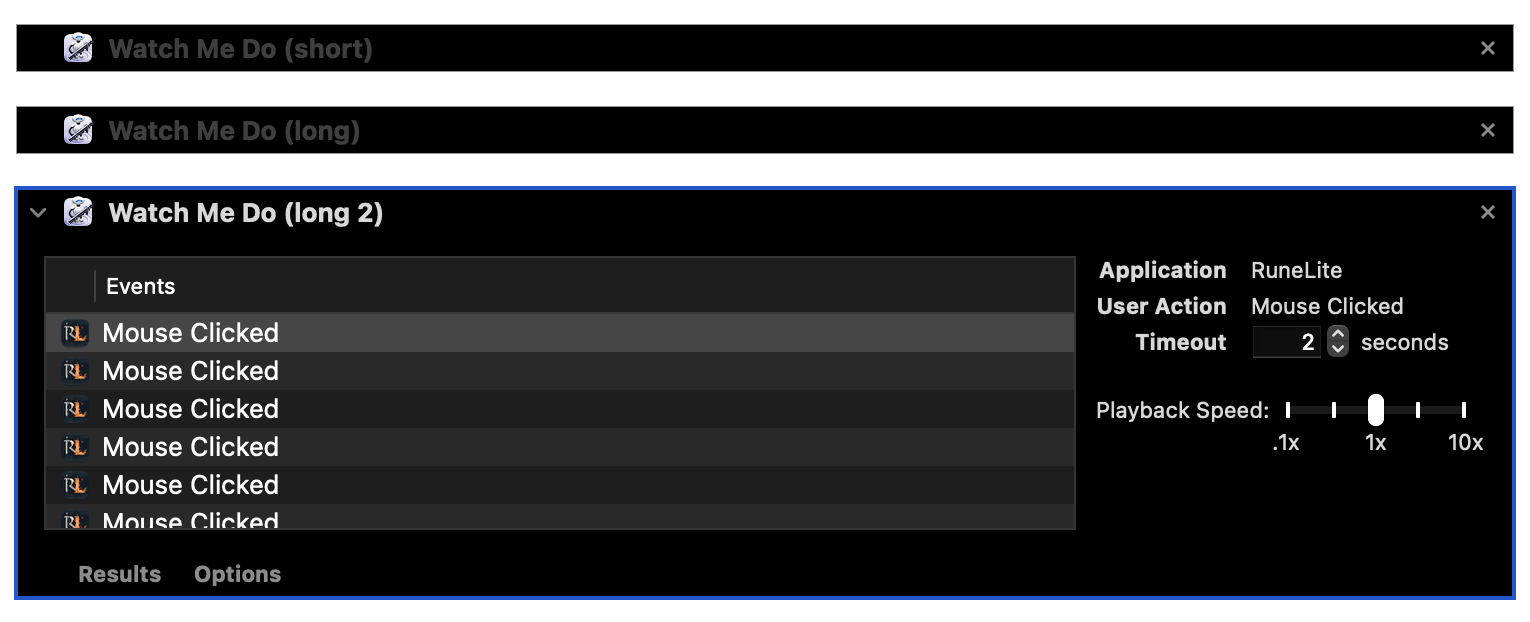 Watch Me Do (short)
Watch Me Do (long)
Watch Me Do (long 2)
Events
Mouse Clicked
Mouse Clicked
Mouse Clicked
Mouse Clicked
Mouse Clicked
Mouse Clicked
Application RuneLite
User Action Mouse Clicked
Timeout 2 seconds
Playback Speed:
.1x 1x 10x
Results Options